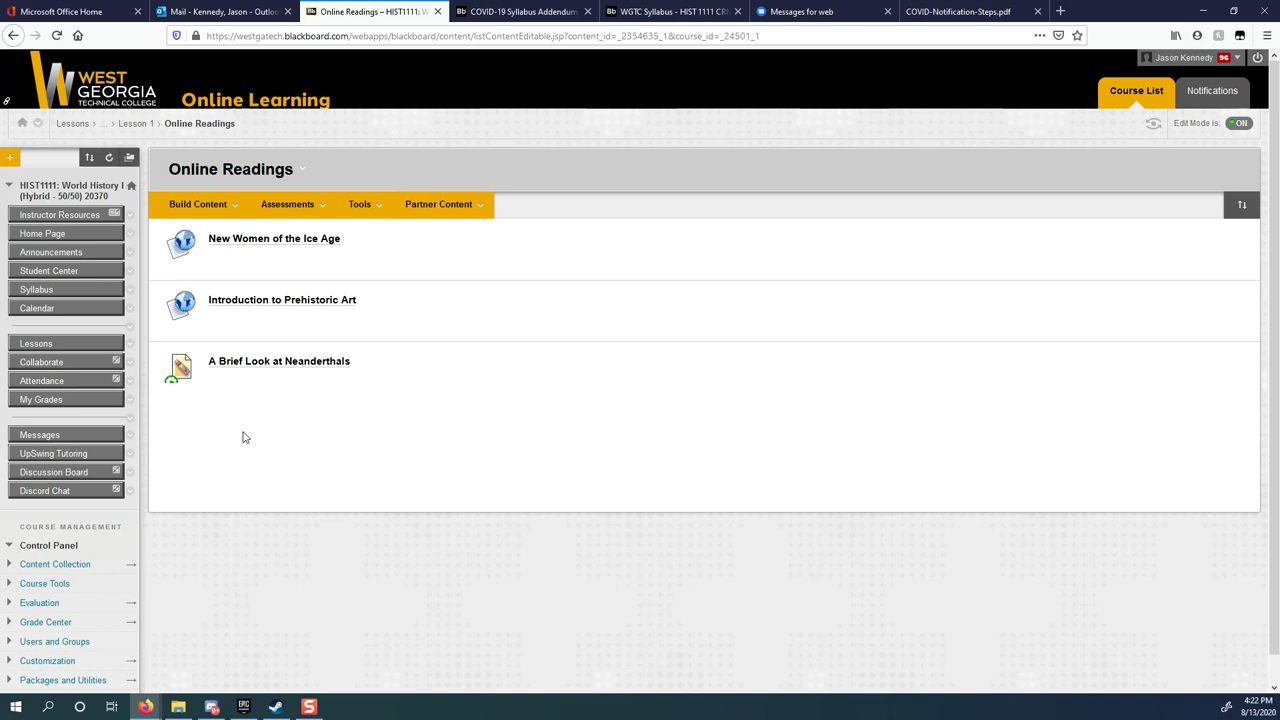 Microsoft Office Home
Mail - Kennedy, Jason - Outloo
Online Readings – HIST1111: W
COVID-19 Syllabus Addendum
WGTC Syllabus - HIST 1111 CRN
Messages for web
COVID-Notification-Steps.pdf
https://westgatech.blackboard.com/webapps/blackboard/content/listContentEditable.jsp?content_id=_2354635_1&course_id=_24501_1
Jason Kennedy 96
WEST GEORGIA TECHNICAL COLLEGE
Online Learning
Course List
Notifications
Lessons > ... > Lesson 1 > Online Readings
Edit Mode is: ON
HIST1111: World History I
(Hybrid - 50/50) 20370
Instructor Resources
Home Page
Announcements
Student Center
Syllabus
Calendar
Lessons
Collaborate
Attendance
My Grades
Messages
UpSwing Tutoring
Discussion Board
Discord Chat
COURSE MANAGEMENT
Control Panel
Content Collection
Course Tools
Evaluation
Grade Center
Users and Groups
Customization
Packages and Utilities
Online Readings
Build Content
Assessments
Tools
Partner Content
New Women of the Ice Age
Introduction to Prehistoric Art
A Brief Look at Neanderthals
EPIC
4:22 PM
8/13/2020